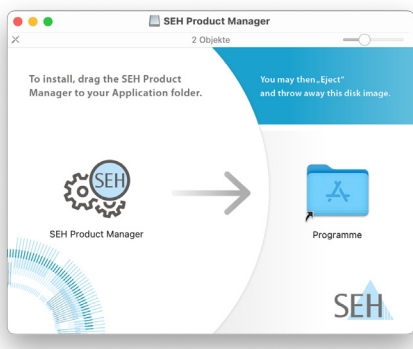 SEH Product Manager
2 Objekte
To install, drag the SEH Product
Manager to your Application folder.
You may then „Eject"
and throw away this disk image.
SEH
SEH Product Manager
Programme
SEH